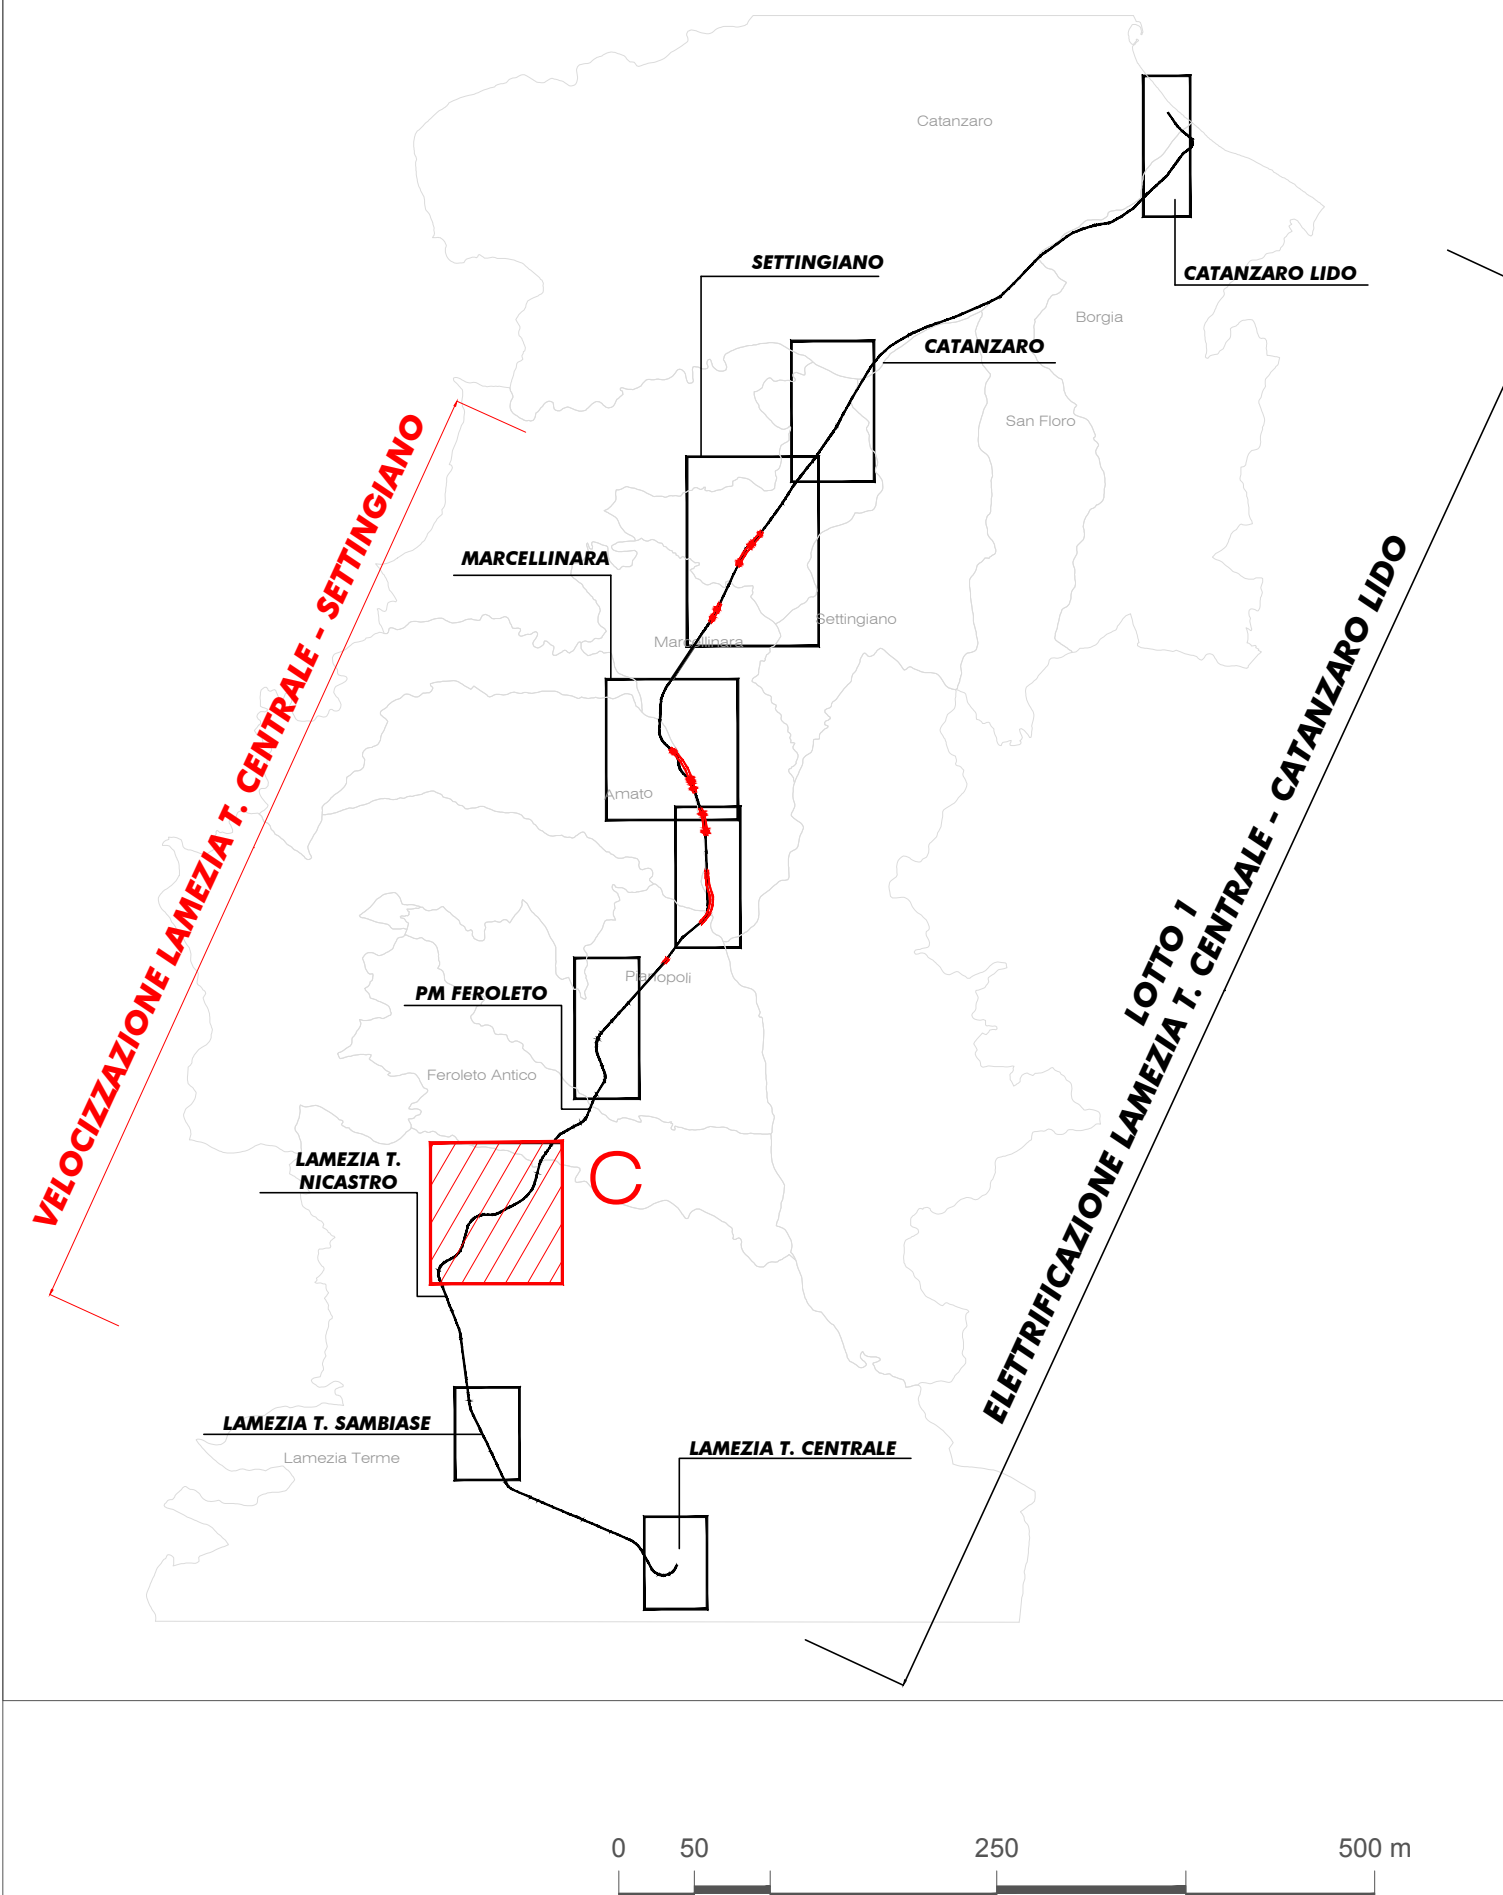 Catanzaro
SETTINGIANO
CATANZARO LIDO
Borgia
CATANZARO
San Floro
MARCELLINARA
Settingiano
Marcellinara
VELOCIZZAZIONE LAMEZIA T. CENTRALE - SETTINGIANO
Amato
LOTTO 1
ELETTRIFICAZIONE LAMEZIA T. CENTRALE - CATANZARO LIDO
Pianopoli
PM FEROLETO
Feroleto Antico
LAMEZIA T.
NICASTRO
C
LAMEZIA T. SAMBIASE
Lamezia Terme
LAMEZIA T. CENTRALE
0 50 250 500 m